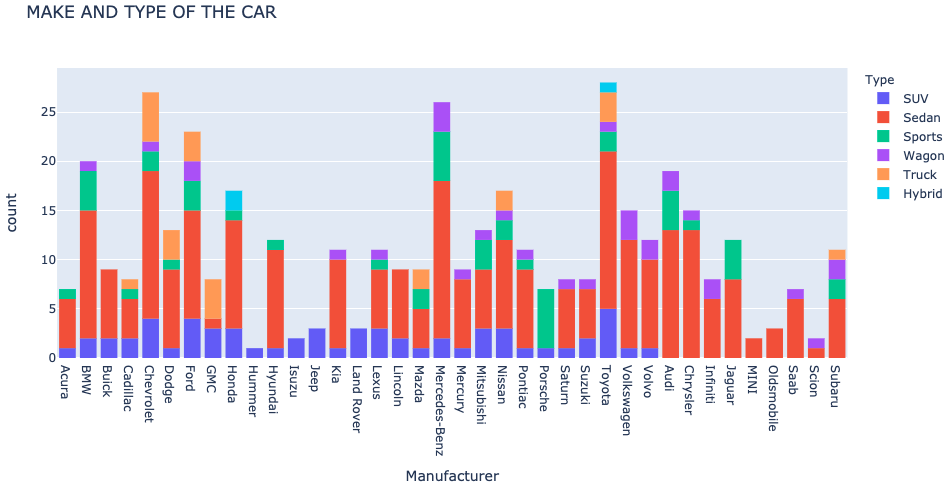 MAKE AND TYPE OF THE CAR
Type
SUV
Sedan
Sports
Wagon
Truck
Hybrid
count
25
20
15
10
5
0
Acura
BMW
Buick
Cadillac
Chevrolet
Dodge
Ford
GMC
Honda
Hummer
Hyundai
Isuzu
Jeep
Kia
Land Rover
Lexus
Lincoln
Mazda
Mercedes-Benz
Mercury
Mitsubishi
Nissan
Pontiac
Porsche
Saturn
Suzuki
Toyota
Volkswagen
Volvo
Audi
Chrysler
Infiniti
Jaguar
MINI
Oldsmobile
Saab
Scion
Subaru
Manufacturer